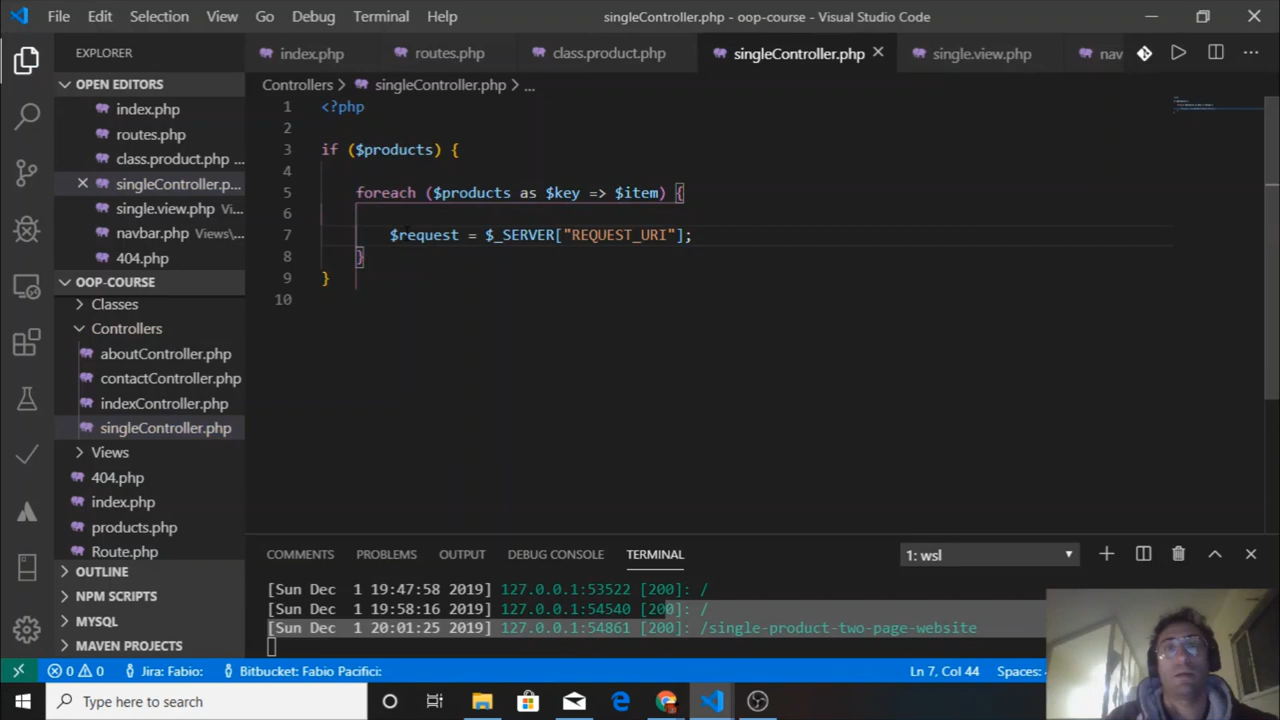 File Edit Selection View Go Debug Terminal Help singleController.php - oop-course - Visual Studio Code
EXPLORER
index.php routes.php class.product.php singleController.php single.view.php nav
OPEN EDITORS
index.php
routes.php
class.product.php ...
singleController.p...
single.view.php Vi...
navbar.php Views\...
404.php
OOP-COURSE
Classes
Controllers
aboutController.php
contactController.php
indexController.php
singleController.php
Views
404.php
index.php
products.php
Route.php
OUTLINE
NPM SCRIPTS
MYSQL
MAVEN PROJECTS
Controllers > singleController.php > ...
1 <?php
2
3 if ($products) {
4
5 foreach ($products as $key => $item) {
6
7 $request = $_SERVER["REQUEST_URI"];
8 }
9 }
10
COMMENTS PROBLEMS OUTPUT DEBUG CONSOLE TERMINAL 1: wsl
[Sun Dec 1 19:47:58 2019] 127.0.0.1:53522 [200]: /
[Sun Dec 1 19:58:16 2019] 127.0.0.1:54540 [200]: /
[Sun Dec 1 20:01:25 2019] 127.0.0.1:54861 [200]: /single-product-two-page-website
0 0 Jira: Fabio: Bitbucket: Fabio Pacifici: Ln 7, Col 44 Spaces:
Type here to search